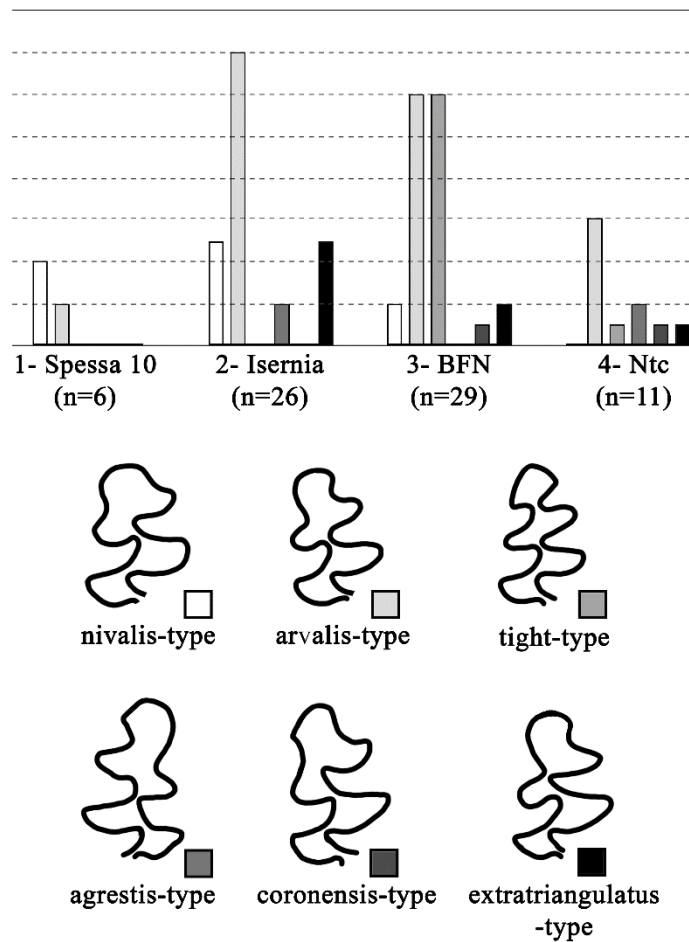 1- Spessa 10
(n=6)
2- Isernia
(n=26)
3- BFN
(n=29)
4- Ntc
(n=11)
nivalis-type
arvalis-type
tight-type
agrestis-type
coronensis-type
extratriangulatus
-type